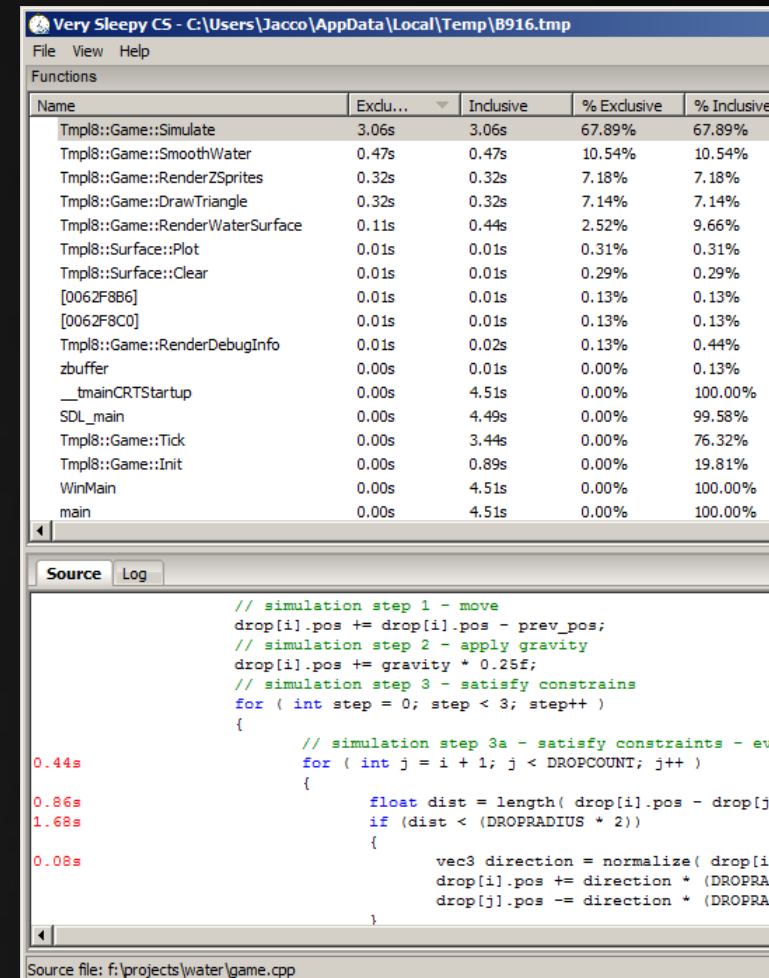 Very Sleepy CS - C:\Users\Jacco\AppData\Local\Temp\B916.tmp
File View Help
Functions
Name Exclu... Inclusive % Exclusive % Inclusive
Tmpl8::Game::Simulate 3.06s 3.06s 67.89% 67.89%
Tmpl8::Game::SmoothWater 0.47s 0.47s 10.54% 10.54%
Tmpl8::Game::RenderZSprites 0.32s 0.32s 7.18% 7.18%
Tmpl8::Game::DrawTriangle 0.32s 0.32s 7.14% 7.14%
Tmpl8::Game::RenderWaterSurface 0.11s 0.44s 2.52% 9.66%
Tmpl8::Surface::Plot 0.01s 0.01s 0.31% 0.31%
Tmpl8::Surface::Clear 0.01s 0.01s 0.29% 0.29%
[0062F8B6] 0.01s 0.01s 0.13% 0.13%
[0062F8C0] 0.01s 0.01s 0.13% 0.13%
Tmpl8::Game::RenderDebugInfo 0.01s 0.02s 0.13% 0.44%
zbuffer 0.00s 0.01s 0.00% 0.13%
__tmainCRTStartup 0.00s 4.51s 0.00% 100.00%
SDL_main 0.00s 4.49s 0.00% 99.58%
Tmpl8::Game::Tick 0.00s 3.44s 0.00% 76.32%
Tmpl8::Game::Init 0.00s 0.89s 0.00% 19.81%
WinMain 0.00s 4.51s 0.00% 100.00%
main 0.00s 4.51s 0.00% 100.00%
Source Log
// simulation step 1 - move
drop[i].pos += drop[i].pos - prev_pos;
// simulation step 2 - apply gravity
drop[i].pos += gravity * 0.25f;
// simulation step 3 - satisfy constrains
for ( int step = 0; step < 3; step++ )
{
// simulation step 3a - satisfy constraints - ev
0.44s for ( int j = i + 1; j < DROPCOUNT; j++ )
{
0.86s float dist = length( drop[i].pos - drop[j
1.68s if (dist < (DROPRADIUS * 2))
{
0.08s vec3 direction = normalize( drop[i
drop[i].pos += direction * (DROPRA
drop[j].pos -= direction * (DROPRA
}
Source file: f:\projects\water\game.cpp